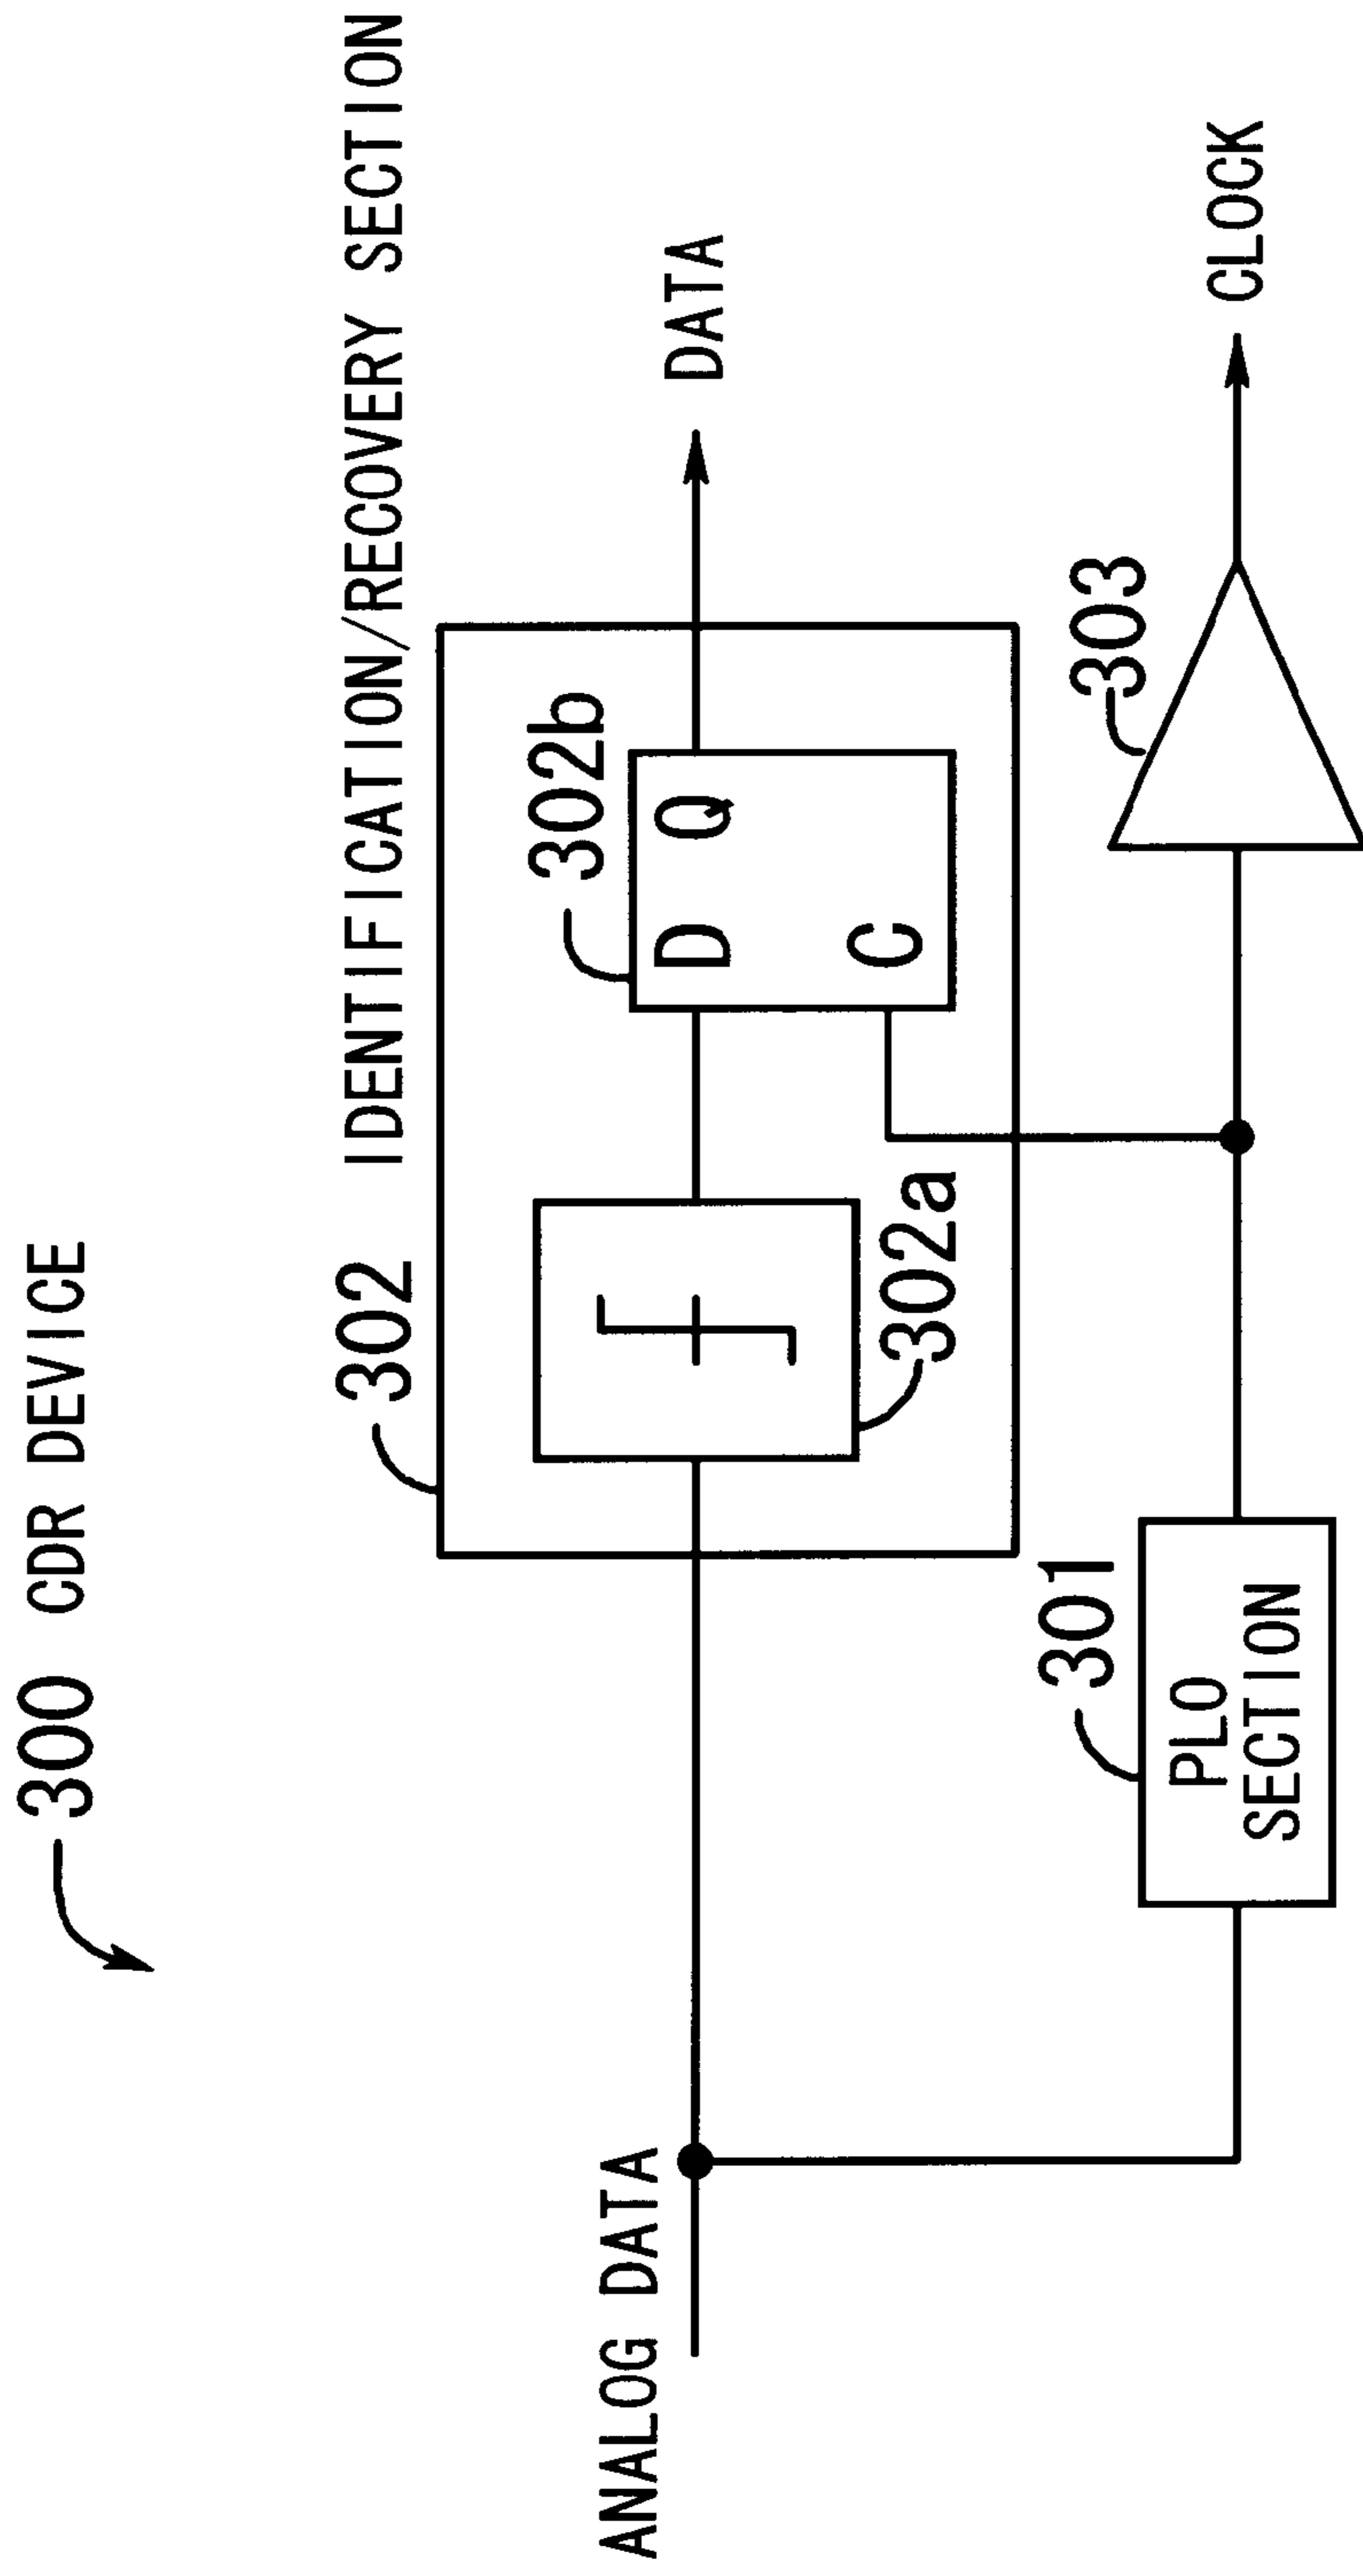 300 CDR DEVICE
302 IDENTIFICATION/RECOVERY SECTION
302b
D Q
C
302a
ANALOG DATA
DATA
301
PLO
SECTION
303
CLOCK